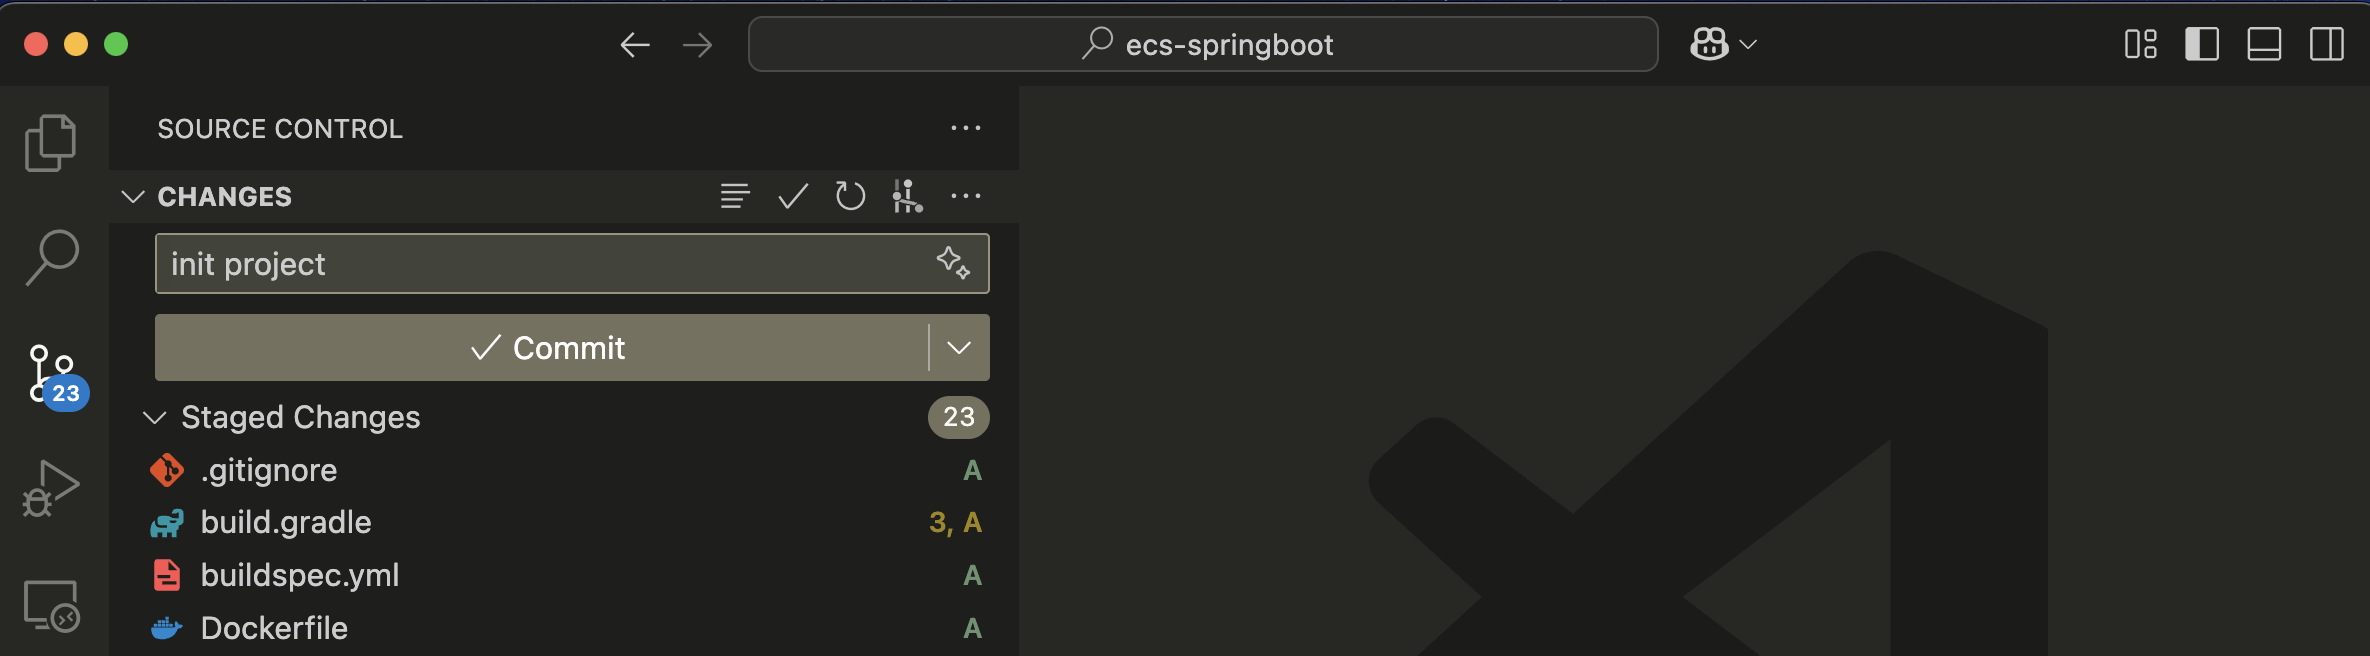 ecs-springboot
SOURCE CONTROL
CHANGES
init project
Commit
23
Staged Changes 23
.gitignore A
build.gradle 3, A
buildspec.yml A
Dockerfile A